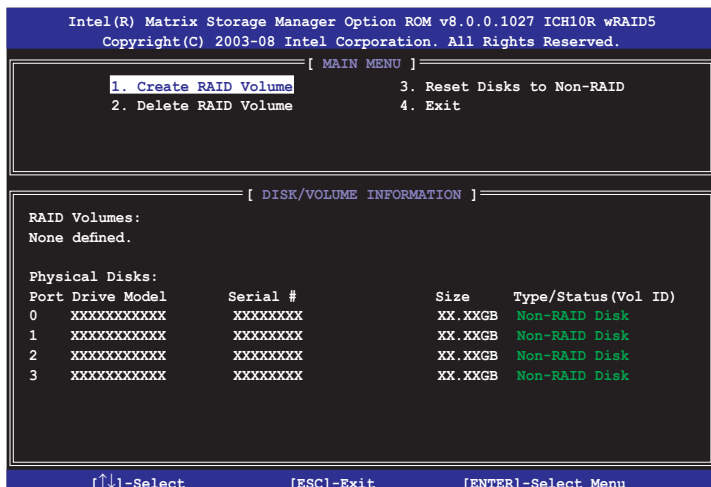 Intel(R) Matrix Storage Manager Option ROM v8.0.0.1027 ICH10R wRAID5
Copyright(C) 2003-08 Intel Corporation. All Rights Reserved.
[ MAIN MENU ]
1. Create RAID Volume 3. Reset Disks to Non-RAID
2. Delete RAID Volume 4. Exit
[ DISK/VOLUME INFORMATION ]
RAID Volumes:
None defined.
Physical Disks:
Port Drive Model Serial # Size Type/Status(Vol ID)
0 XXXXXXXXXXX XXXXXXXX XX.XXGB Non-RAID Disk
1 XXXXXXXXXXX XXXXXXXX XX.XXGB Non-RAID Disk
2 XXXXXXXXXXX XXXXXXXX XX.XXGB Non-RAID Disk
3 XXXXXXXXXXX XXXXXXXX XX.XXGB Non-RAID Disk
[↑↓]-Select [ESC]-Exit [ENTER]-Select Menu